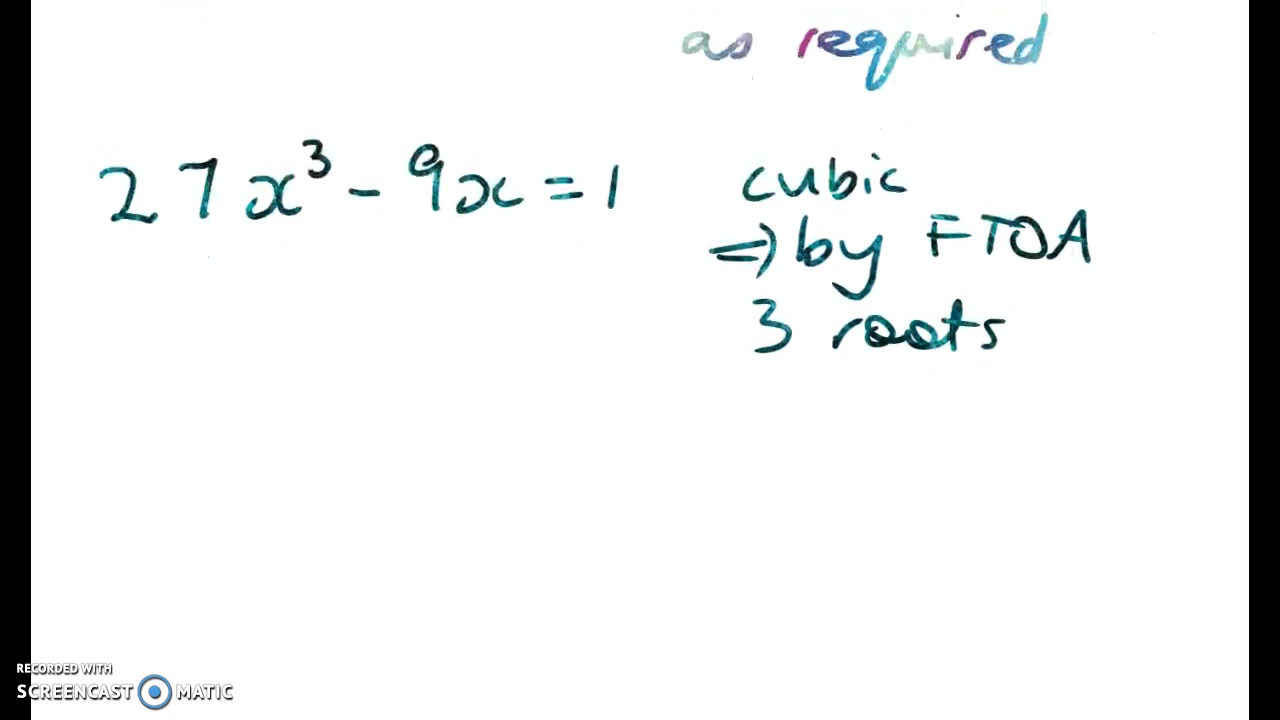 as required
27x³ - 9x = 1
cubic
⇒ by FTOA
3 roots
RECORDED WITH
SCREENCAST MATIC